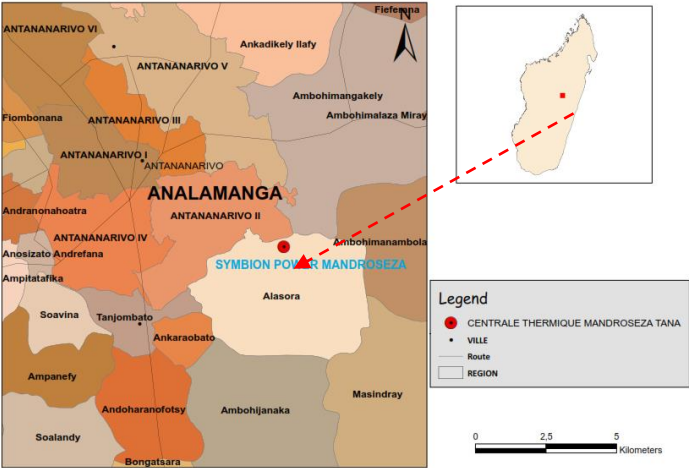 Fieferana
N
ANTANANARIVO VI
Ankadikely Ilafy
ANTANANARIVO V
Ambohimangakely
Fiombonana
ANTANANARIVO III
Ambohimalaza Miray
ANTANANARIVO I
ANTANANARIVO
ANALAMANGA
Andranonahoatra
ANTANANARIVO II
ANTANANARIVO IV
Ambohimanambola
Anosizato Andrefana
SYMBION POWER MANDROSEZA
Ampitatafika
Alasora
Soavina
Tanjombato
Ankaraobato
Ampanefy
Masindray
Andoharanofotsy
Ambohijanaka
Soalandy
Bongatsara
Legend
CENTRALE THERMIQUE MANDROSEZA TANA
VILLE
Route
REGION
0 2,5 5
Kilometers